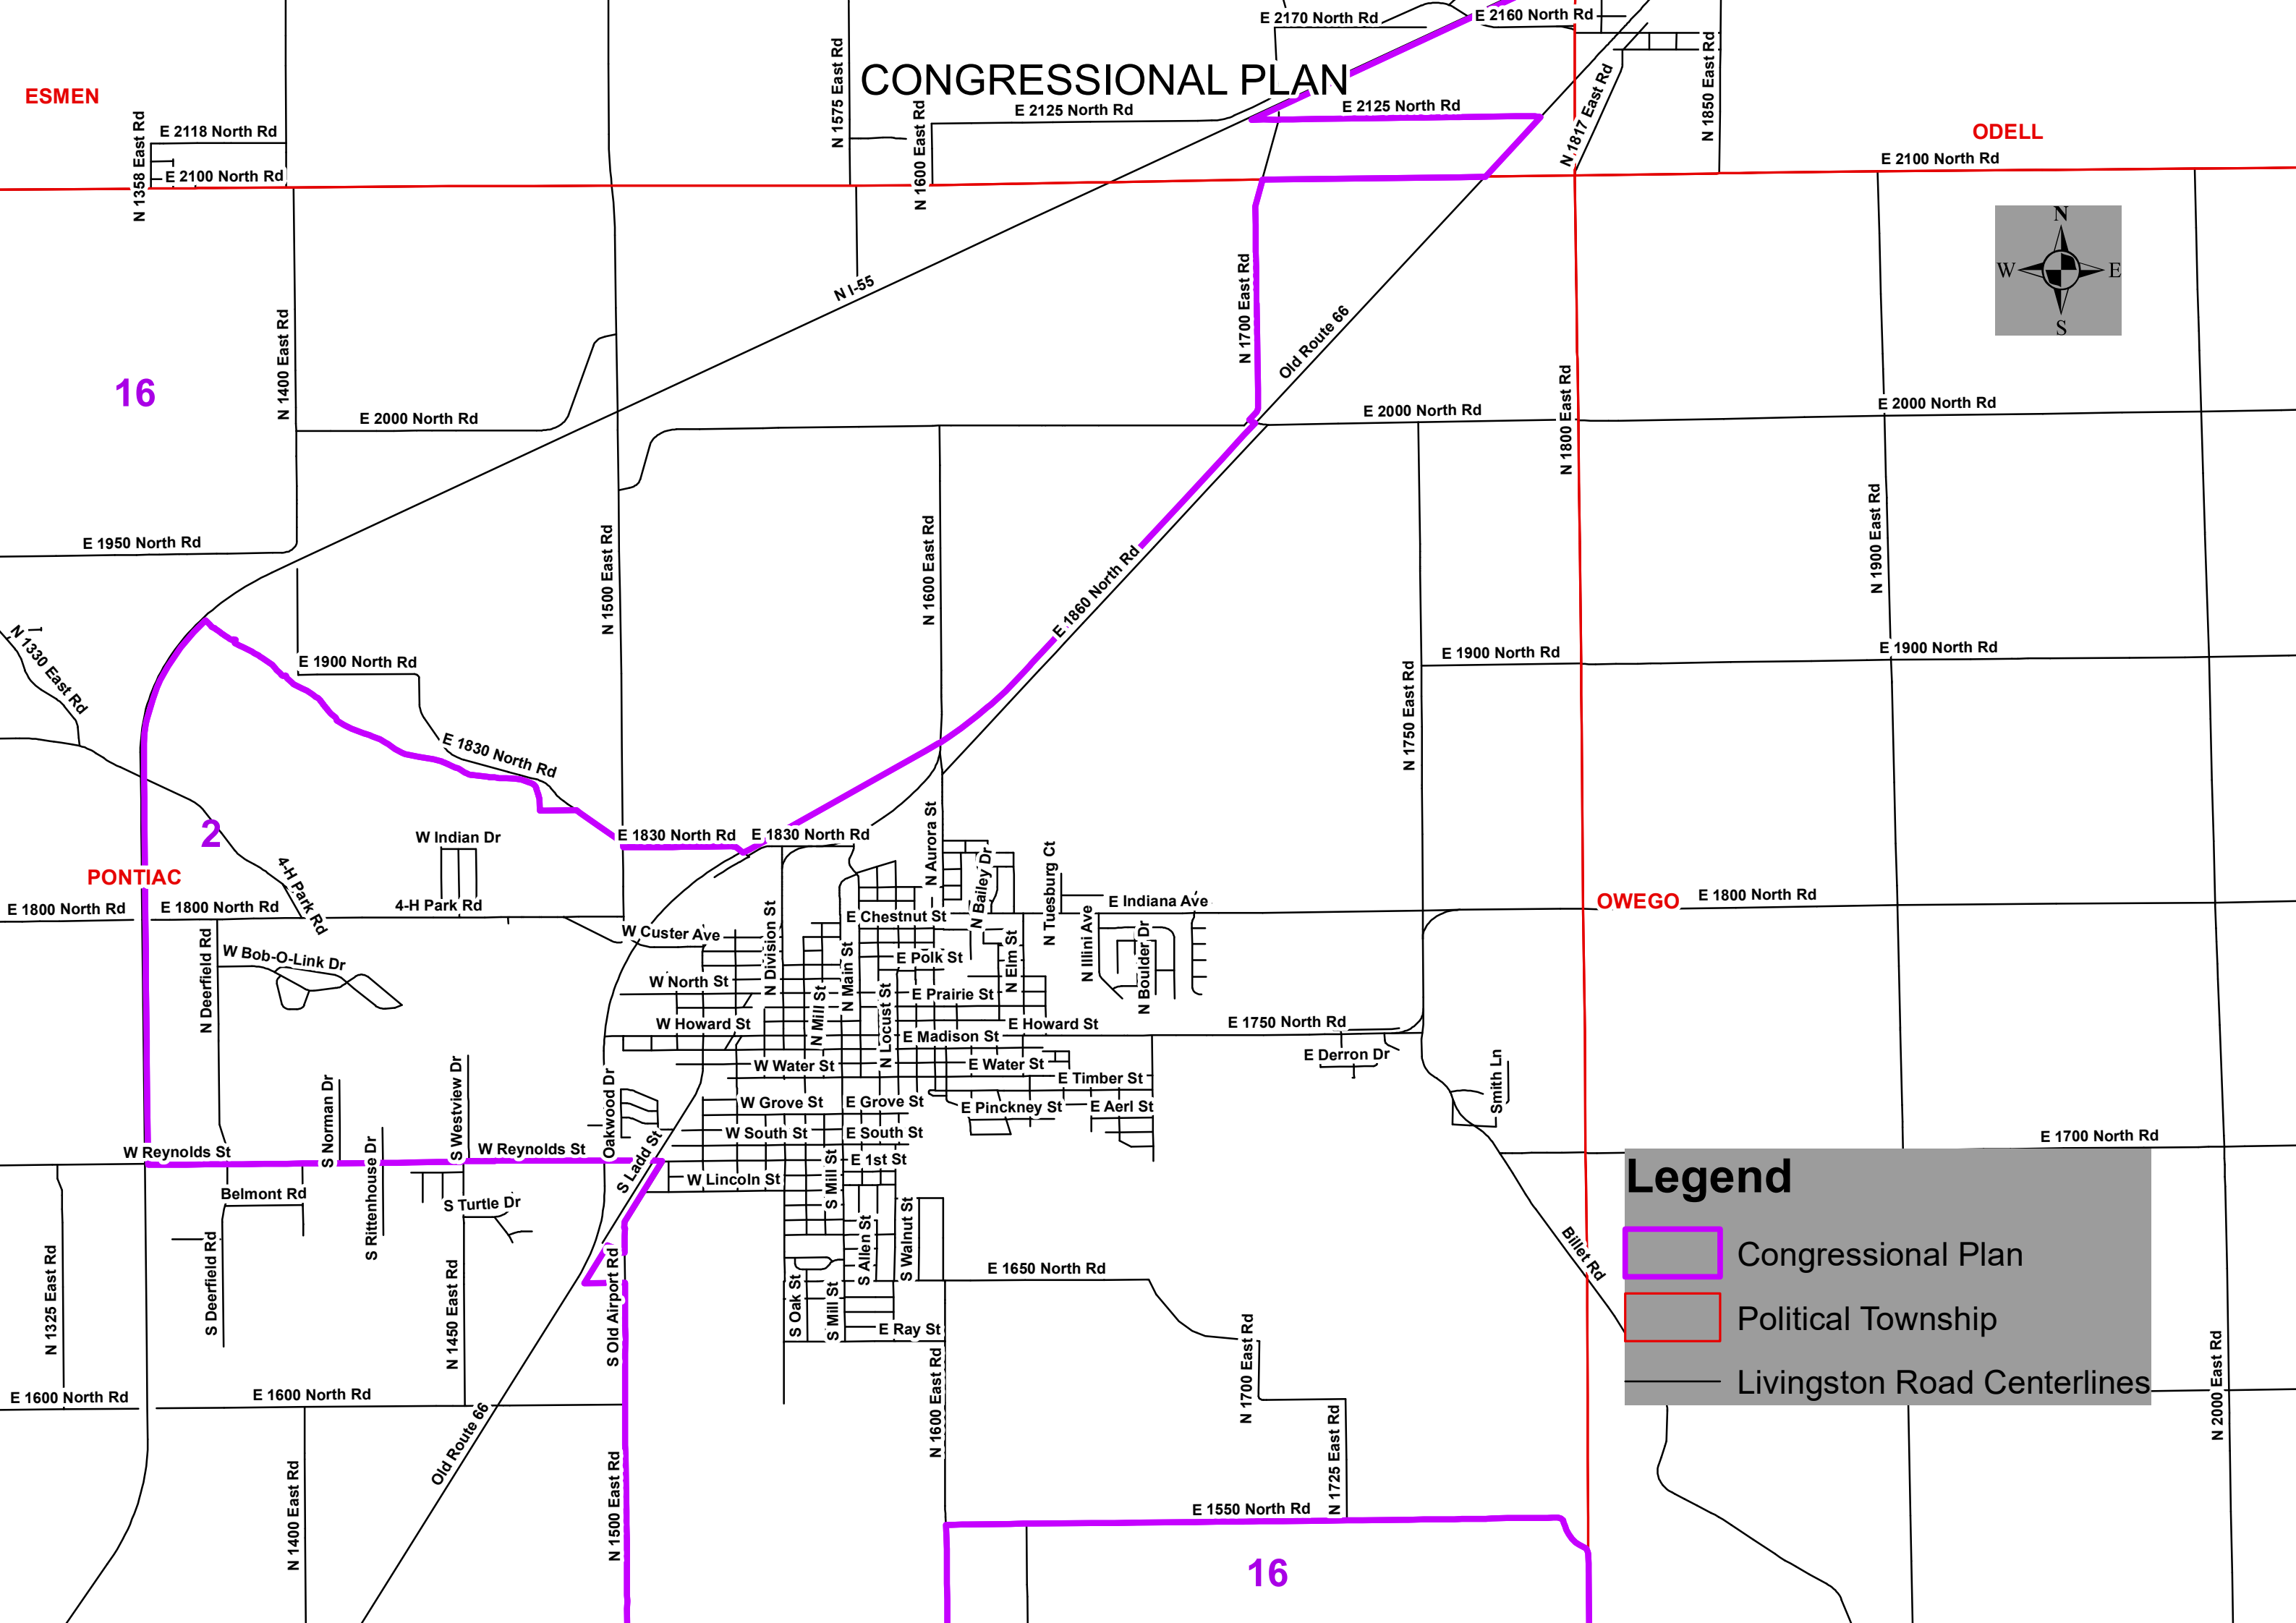 E 2170 North Rd
E 2160 North Rd
CONGRESSIONAL PLAN
ESMEN
N 1575 East Rd
N 1850 East Rd
N 1817 East Rd
E 2125 North Rd
E 2125 North Rd
N 1358 East Rd
E 2118 North Rd
N 1600 East Rd
ODELL
E 2100 North Rd
E 2100 North Rd
N
W
E
S
N I-55
N 1700 East Rd
Old Route 66
N 1400 East Rd
16
E 2000 North Rd
E 2000 North Rd
E 2000 North Rd
N 1800 East Rd
E 1950 North Rd
N 1500 East Rd
N 1600 East Rd
E 1860 North Rd
N 1900 East Rd
N 1330 East Rd
E 1900 North Rd
E 1900 North Rd
E 1900 North Rd
N 1750 East Rd
E 1830 North Rd
2
W Indian Dr
E 1830 North Rd
E 1830 North Rd
N Aurora St
N Bailey Dr
N Tuesburg Ct
PONTIAC
4-H Park Rd
E 1800 North Rd
E 1800 North Rd
4-H Park Rd
E Chestnut St
E Indiana Ave
OWEGO
E 1800 North Rd
W Custer Ave
N Division St
N Deerfield Rd
W Bob-O-Link Dr
N Main St
E Polk St
N Elm St
N Illini Ave
N Boulder Dr
W North St
E Prairie St
N Mill St
N Locust St
W Howard St
E Howard St
E 1750 North Rd
E Madison St
W Water St
E Water St
E Derron Dr
E Timber St
Smith Ln
S Norman Dr
S Westview Dr
Oakwood Dr
W Grove St
E Grove St
E Pinckney St
E Aerl St
W South St
E South St
E 1700 North Rd
W Reynolds St
S Rittenhouse Dr
W Reynolds St
S Ladd St
E 1st St
W Lincoln St
S Mill St
Belmont Rd
S Turtle Dr
S Deerfield Rd
S Allen St
S Walnut St
Billet Rd
Legend
Congressional Plan
Political Township
Livingston Road Centerlines
N 1325 East Rd
N 1450 East Rd
S Old Airport Rd
S Oak St
S Mill St
E 1650 North Rd
E Ray St
N 1600 East Rd
N 1700 East Rd
N 1725 East Rd
N 2000 East Rd
E 1600 North Rd
E 1600 North Rd
Old Route 66
N 1400 East Rd
N 1500 East Rd
E 1550 North Rd
16